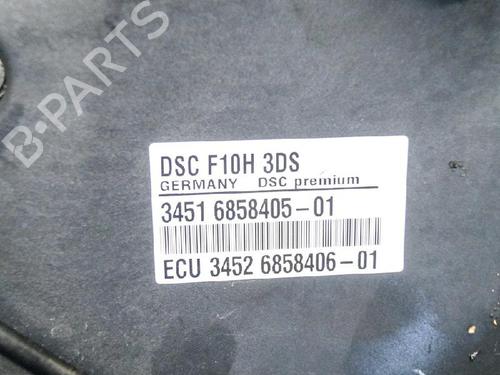 B-PARTS
DSC F10H 3DS
GERMANY DSC premium
3451 6858405-01
ECU 3452 6858406-01